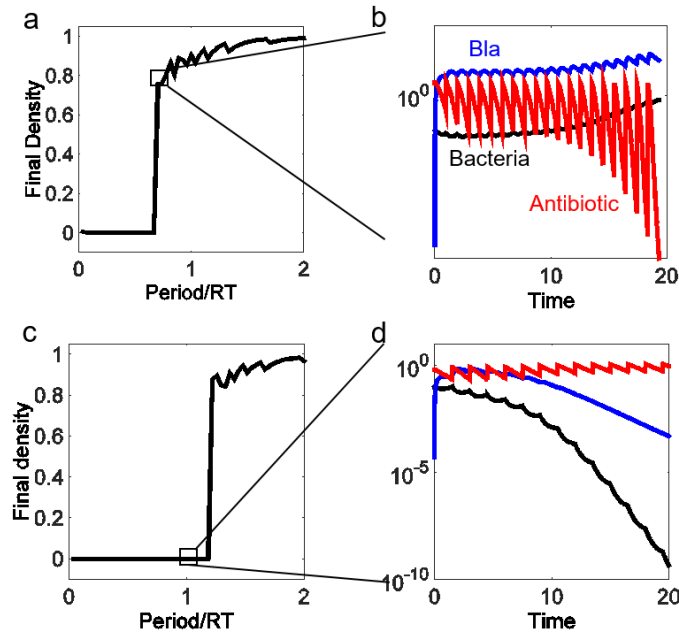 a
b
1
0.8
0.6
0.4
0.2
0
Final Density
0
1
2
Period/RT
10^0
Bla
Bacteria
Antibiotic
0
10
20
Time
c
d
1
0.8
0.6
0.4
0.2
0
Final density
0
1
2
Period/RT
10^0
10^-5
10^-10
0
10
20
Time